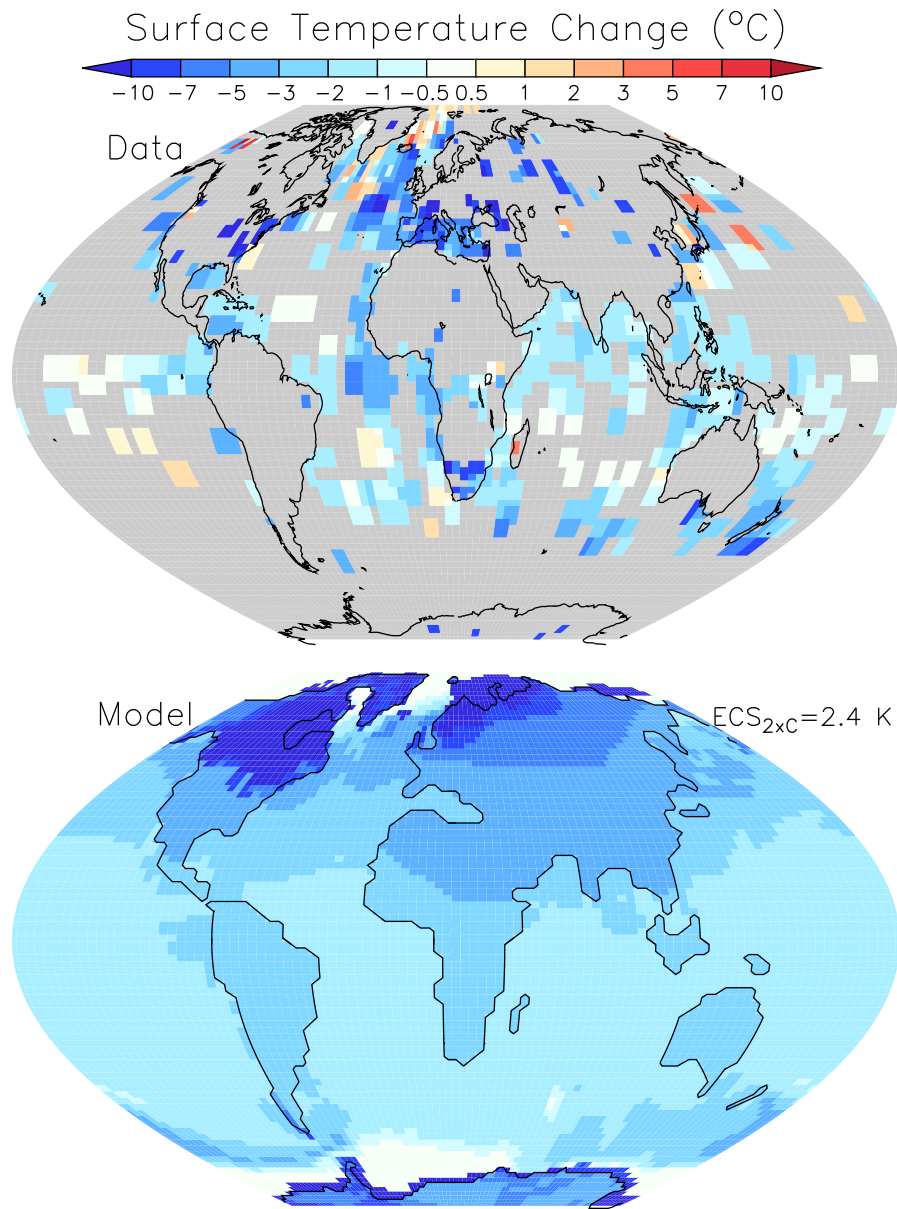 Surface Temperature Change (°C)
−10 −7 −5 −3 −2 −1 −0.5 0.5 1 2 3 5 7 10
Data
Model
ECS2xC=2.4 K